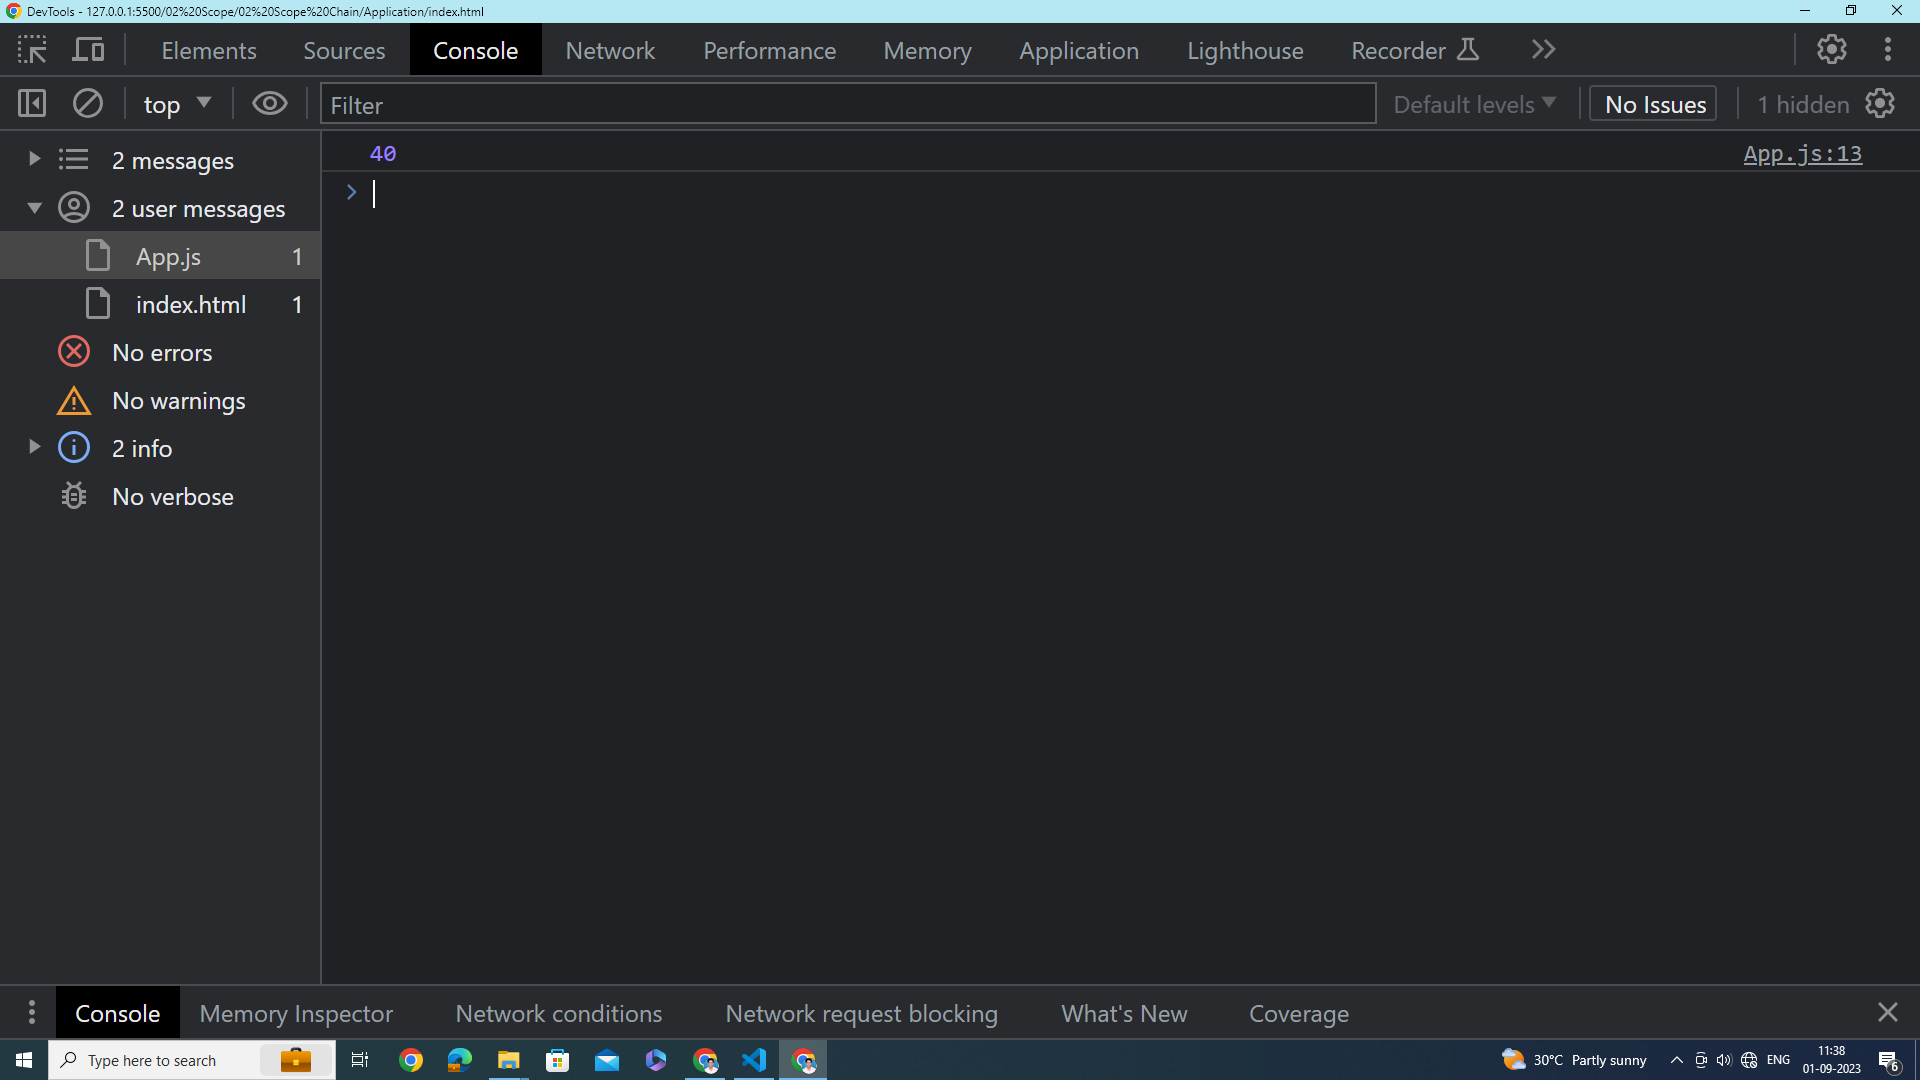 DevTools - 127.0.0.1:5500/02%20Scope/02%20Scope%20Chain/Application/index.html
Elements Sources Console Network Performance Memory Application Lighthouse Recorder
top Filter Default levels No Issues 1 hidden
2 messages
2 user messages
App.js 1
index.html 1
No errors
No warnings
2 info
No verbose
40 App.js:13
Console Memory Inspector Network conditions Network request blocking What's New Coverage
Type here to search 30°C Partly sunny ENG 11:38
01-09-2023 6